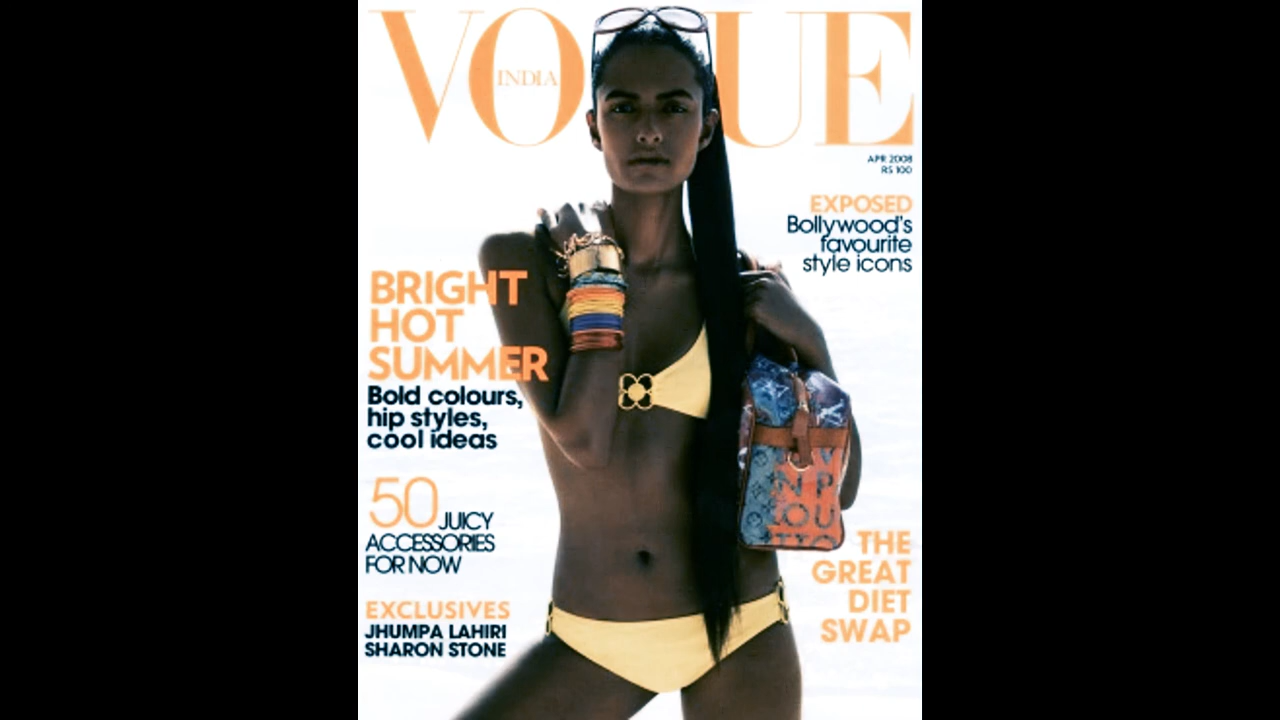 VOGUE
INDIA
APR 2008
RS 100
EXPOSED
Bollywood's
favourite
style icons
BRIGHT
HOT
SUMMER
Bold colours,
hip styles,
cool ideas
50 JUICY
ACCESSORIES
FOR NOW
EXCLUSIVES
JHUMPA LAHIRI
SHARON STONE
THE
GREAT
DIET
SWAP